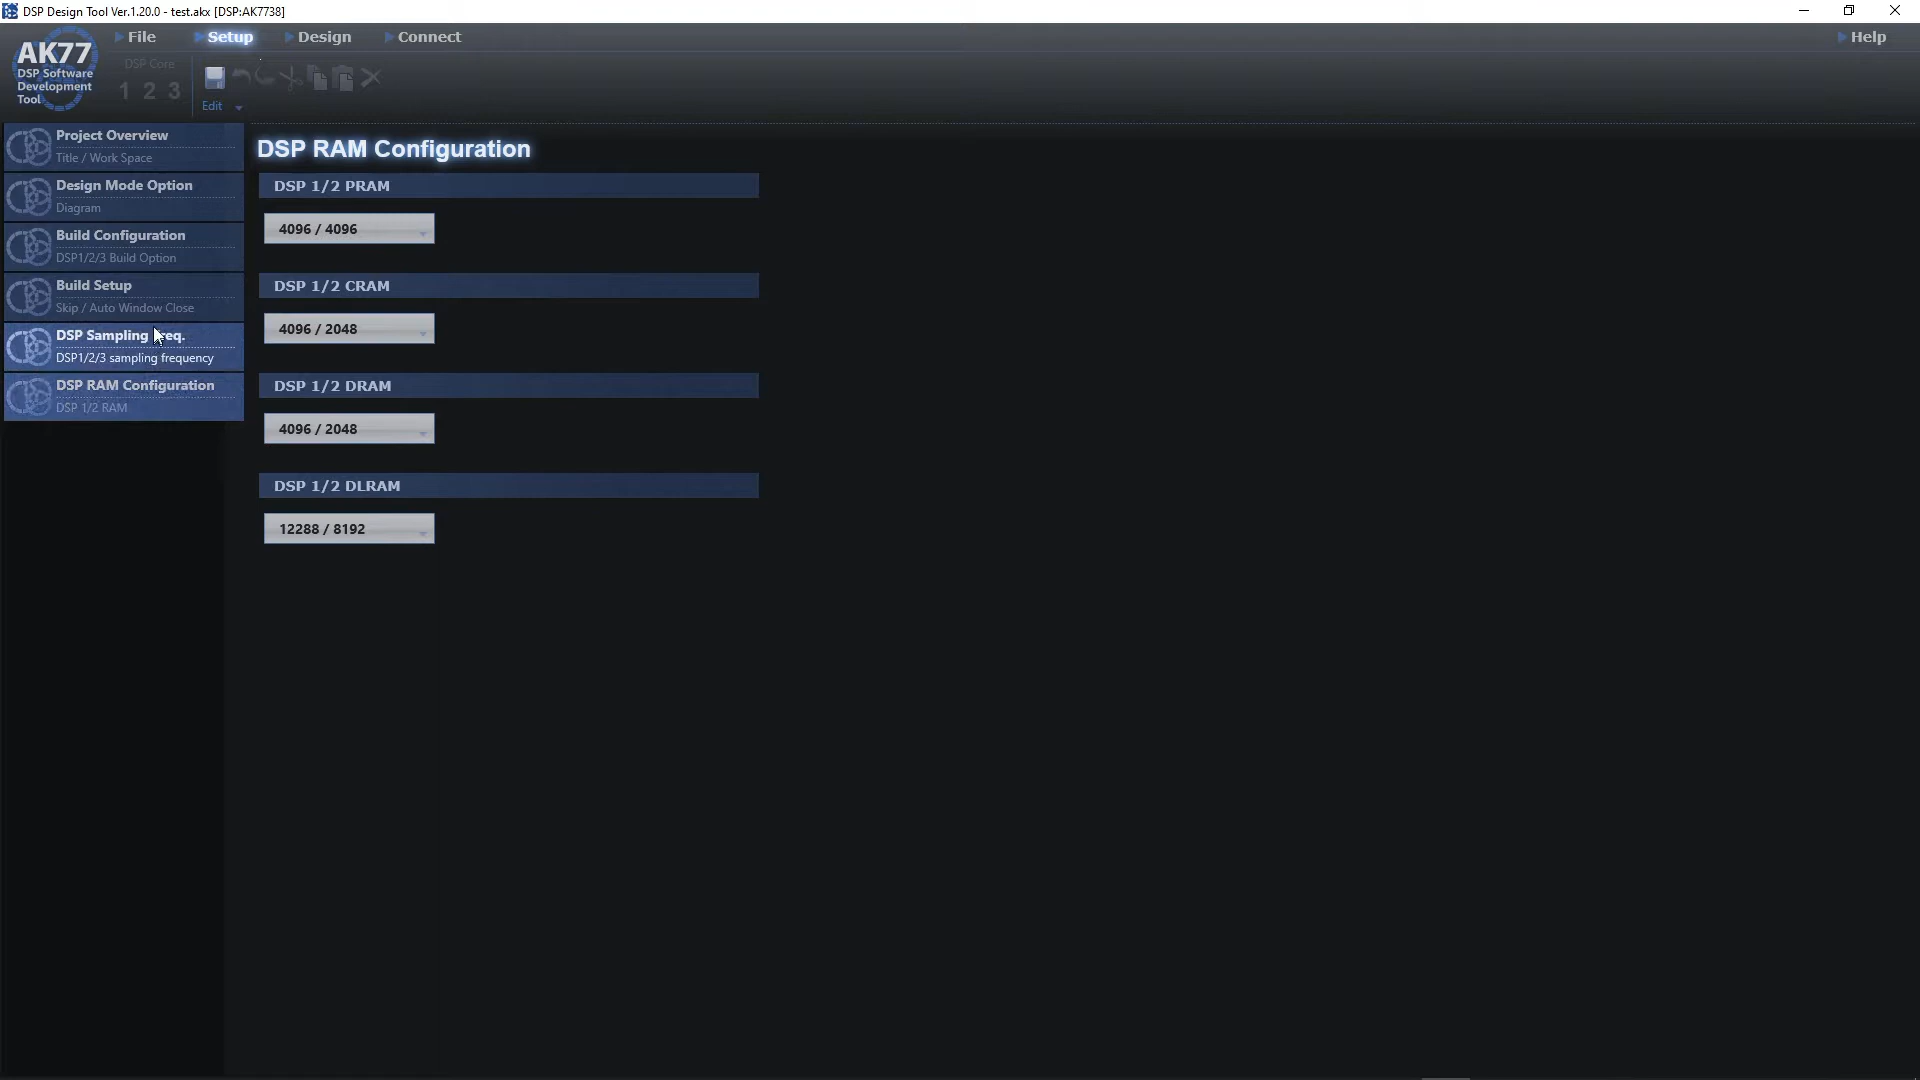 DSP Design Tool Ver.1.20.0 - test.akx [DSP:AK7738]
File Setup Design Connect Help
AK77
DSP Software
Development
Tool
DSP Core
1 2 3
Edit
Project Overview
Title / Work Space
Design Mode Option
Diagram
Build Configuration
DSP1/2/3 Build Option
Build Setup
Skip / Auto Window Close
DSP Sampling Freq.
DSP1/2/3 sampling frequency
DSP RAM Configuration
DSP 1/2 RAM
DSP RAM Configuration
DSP 1/2 PRAM
4096 / 4096
DSP 1/2 CRAM
4096 / 2048
DSP 1/2 DRAM
4096 / 2048
DSP 1/2 DLRAM
12288 / 8192